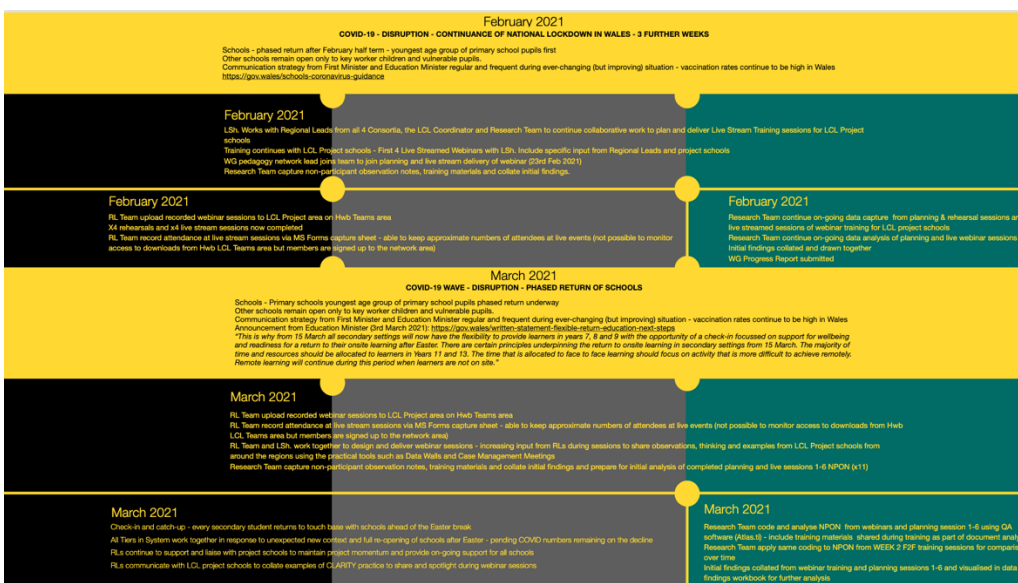 February 2021
COVID-19 - DISRUPTION - CONTINUANCE OF NATIONAL LOCKDOWN IN WALES - 3 FURTHER WEEKS
Schools - phased return after February half term - youngest age group of primary school pupils first
Other schools remain open only to key worker children and vulnerable pupils.
Communication strategy from First Minister and Education Minister regular and frequent during ever-changing (but improving) situation - vaccination rates continue to be high in Wales
https://gov.wales/schools-coronavirus-guidance
February 2021
LSh. Works with Regional Leads from all 4 Consortia, the LCL Coordinator and Research Team to continue collaborative work to plan and deliver Live Stream Training sessions for LCL Project
schools
Training continues with LCL Project schools - First 4 Live Streamed Webinars with LSh. Include specific input from Regional Leads and project schools
WG pedagogy network lead joins team to join planning and live stream delivery of webinar (23rd Feb 2021)
Research Team capture non-participant observation notes, training materials and collate initial findings.
February 2021
RL Team upload recorded webinar sessions to LCL Project area on Hwb Teams area
X4 rehearsals and x4 live stream sessions now completed
RL Team record attendance at live stream sessions via MS Forms capture sheet - able to keep approximate numbers of attendees at live events (not possible to monitor
access to downloads from Hwb LCL Teams area but members are signed up to the network area)
February 2021
Research Team continue on-going data capture from planning & rehearsal sessions an
live streamed sessions of webinar training for LCL project schools
Research Team continue on-going data analysis of planning and live webinar sessions
Initial findings collated and drawn together
WG Progress Report submitted
March 2021
COVID-19 WAVE - DISRUPTION - PHASED RETURN OF SCHOOLS
Schools - Primary schools youngest age group of primary school pupils phased return underway
Other schools remain open only to key worker children and vulnerable pupils.
Communication strategy from First Minister and Education Minister regular and frequent during ever-changing (but improving) situation - vaccination rates continue to be high in Wales
Announcement from Education Minister (3rd March 2021): https://gov.wales/written-statement-flexible-return-education-next-steps
"This is why from 15 March all secondary settings will now have the flexibility to provide learners in years 7, 8 and 9 with the opportunity of a check-in focussed on support for wellbeing
and readiness for a return to their onsite learning after Easter. There are certain principles underpinning the return to onsite learning in secondary settings from 15 March. The majority of
time and resources should be allocated to learners in Years 11 and 13. The time that is allocated to face to face learning should focus on activity that is more difficult to achieve remotely.
Remote learning will continue during this period when learners are not on site."
March 2021
RL Team upload recorded webinar sessions to LCL Project area on Hwb Teams area
RL Team record attendance at live stream sessions via MS Forms capture sheet - able to keep approximate numbers of attendees at live events (not possible to monitor access to downloads from Hwb
LCL Teams area but members are signed up to the network area)
RL Team and LSh. work together to design and deliver webinar sessions - increasing input from RLs during sessions to share observations, thinking and examples from LCL Project schools from
around the regions using the practical tools such as Data Walls and Case Management Meetings
Research Team capture non-participant observation notes, training materials and collate initial findings and prepare for initial analysis of completed planning and live sessions 1-6 NPON (x11)
March 2021
Check-in and catch-up - every secondary student returns to touch base with schools ahead of the Easter break
All Tiers in System work together in response to unexpected new context and full re-opening of schools after Easter - pending COVID numbers remaining on the decline
RLs continue to support and liaise with project schools to maintain project momentum and provide on-going support for all schools
RLs communicate with LCL project schools to collate examples of CLARITY practice to share and spotlight during webinar sessions
March 2021
Research Team code and analyse NPON from webinars and planning session 1-6 using QA
software (Atlas.ti) - include training materials shared during training as part of document analy
Research Team apply same coding to NPON from WEEK 2 F2F training sessions for comparis
over time
Initial findings collated from webinar training and planning sessions 1-6 and visualised in data
findings workbook for further analysis